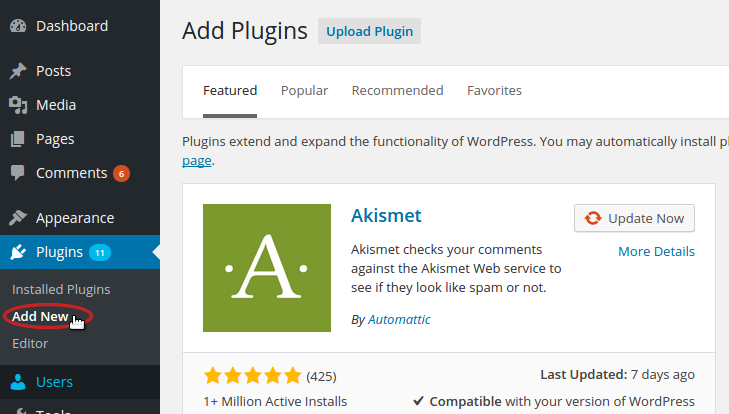 Dashboard
Posts
Media
Pages
Comments 6
Appearance
Plugins 11
Installed Plugins
Add New
Editor
Users
Tools
Add Plugins Upload Plugin
Featured Popular Recommended Favorites
Plugins extend and expand the functionality of WordPress. You may automatically install
page.
A
Akismet
Update Now
More Details
Akismet checks your comments
against the Akismet Web service to
see if they look like spam or not.
By Automattic
(425)
Last Updated: 7 days ago
1+ Million Active Installs
Compatible with your version of WordPress